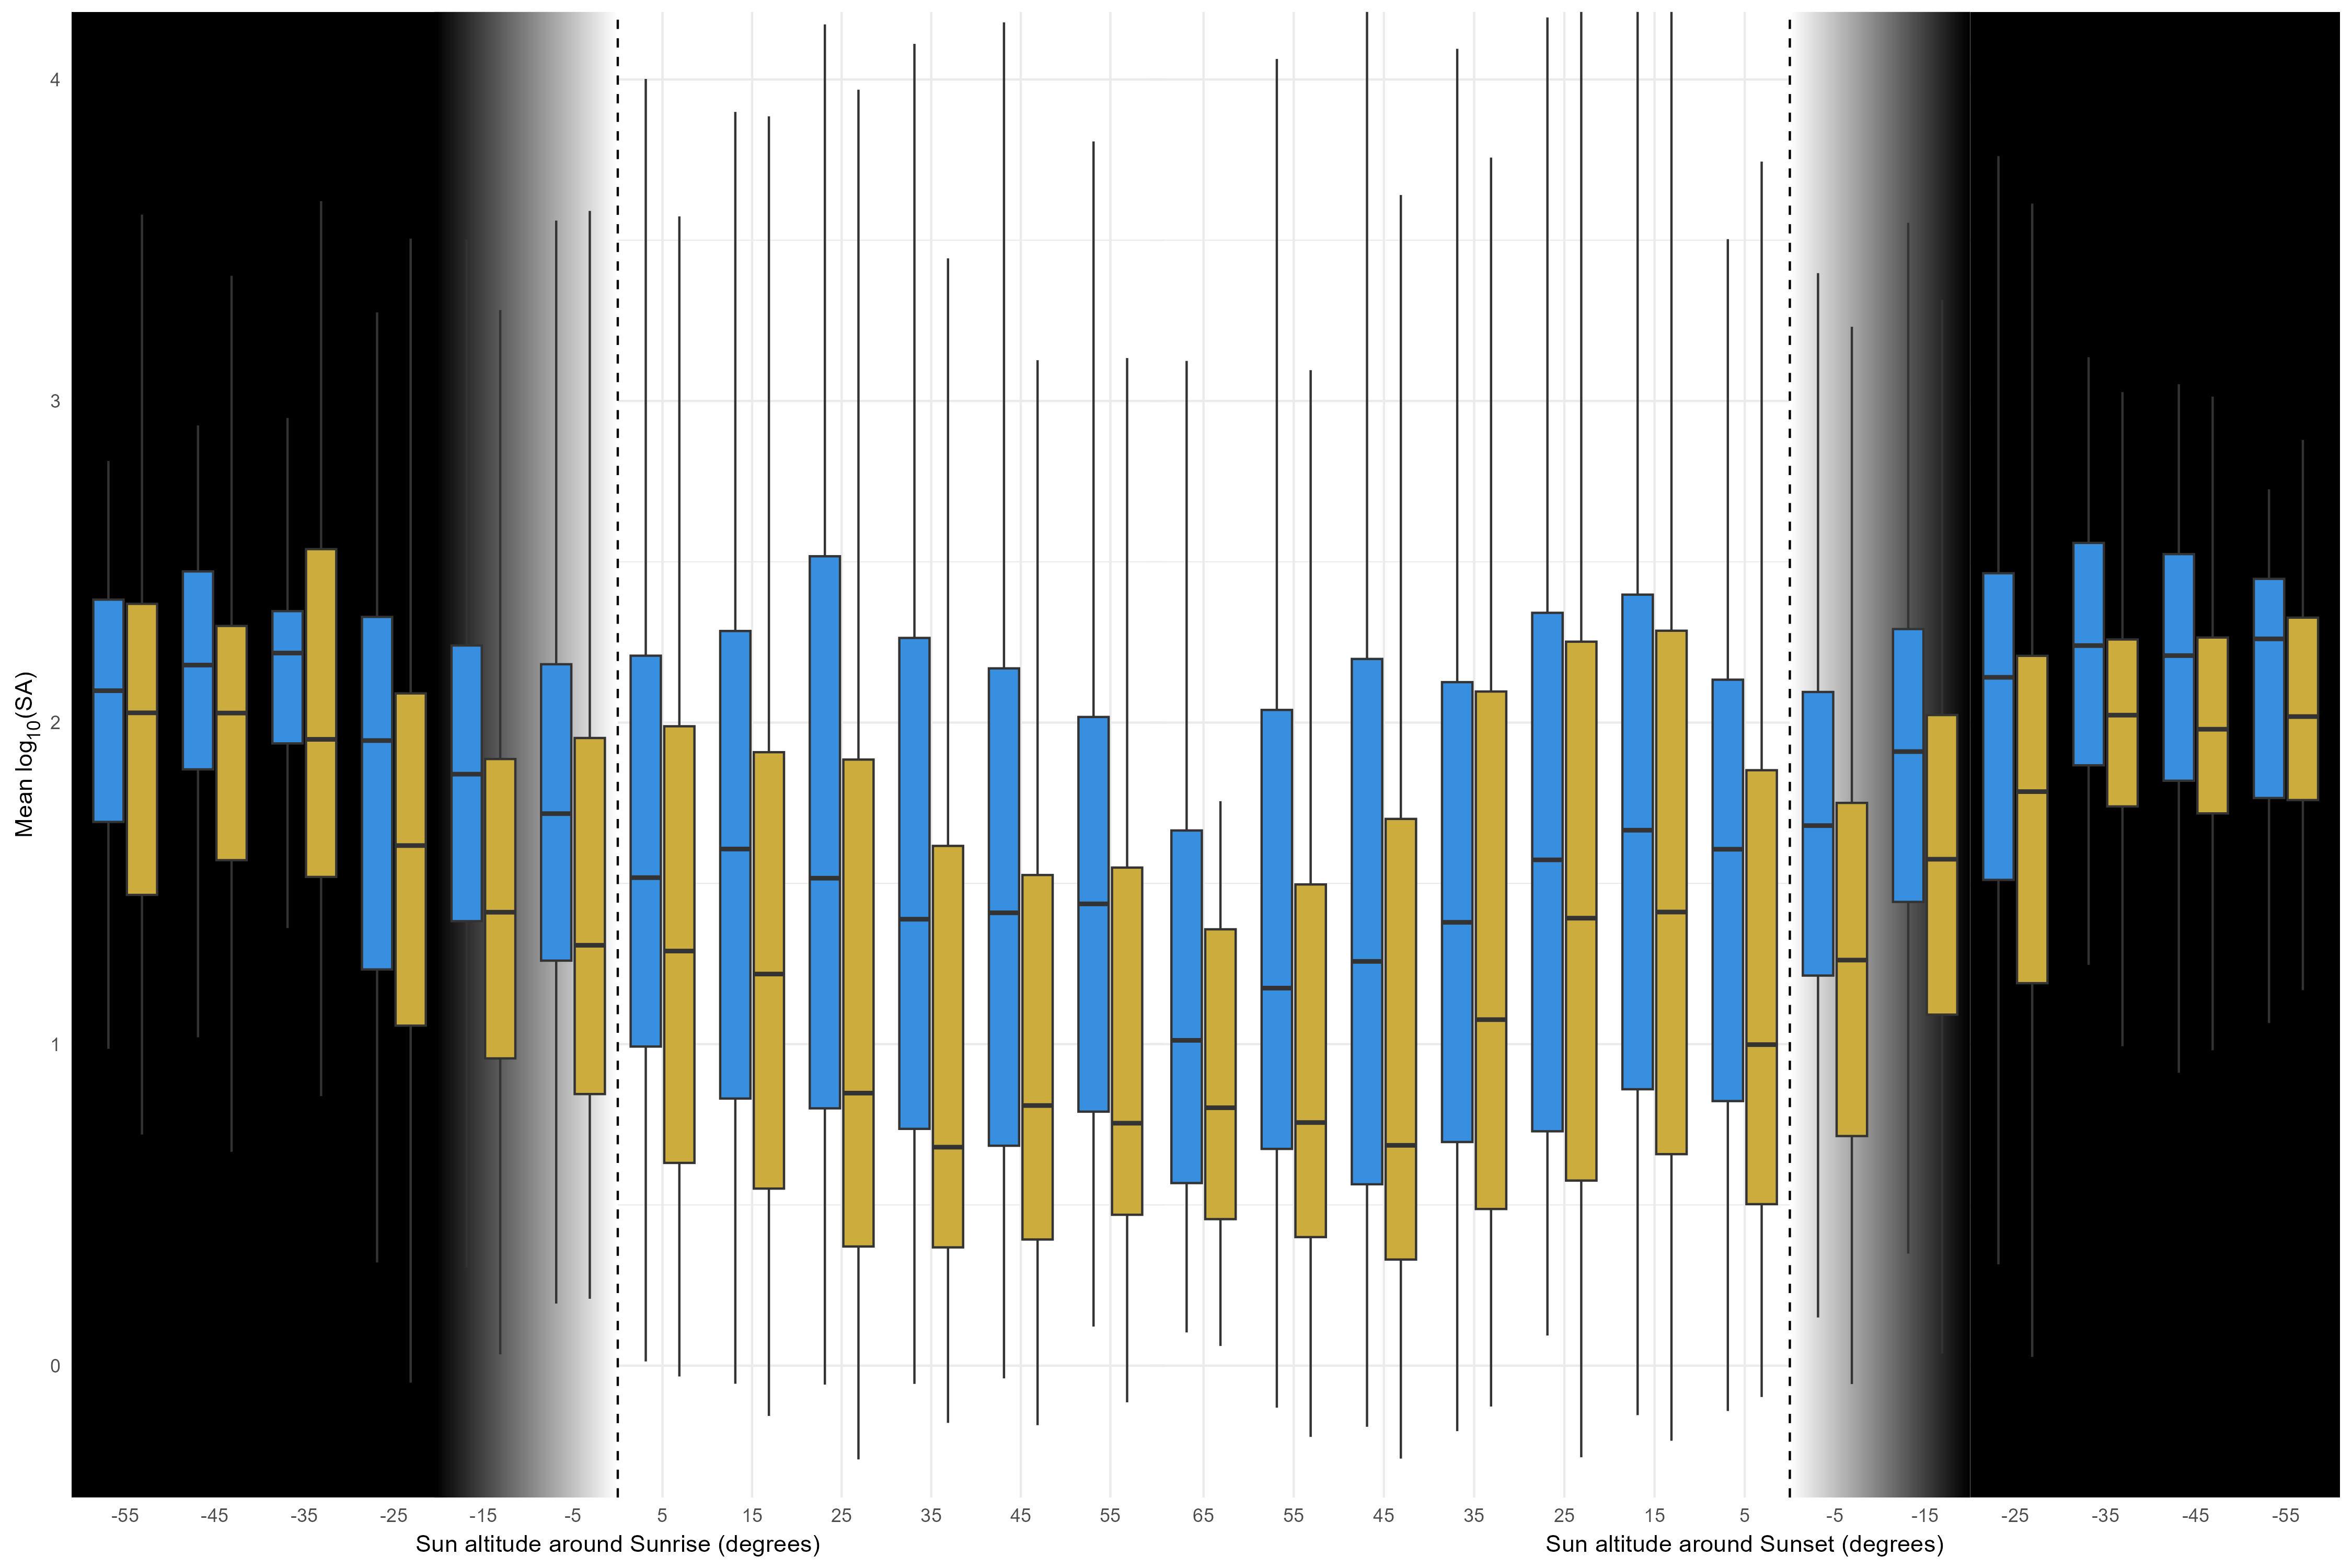 4
3
2
1
0
Mean log₁₀(SA)
-55 -45 -35 -25 -15 -5 5 15 25 35 45 55 65 55 45 35 25 15 5 -5 -15 -25 -35 -45 -55
Sun altitude around Sunrise (degrees) Sun altitude around Sunset (degrees)